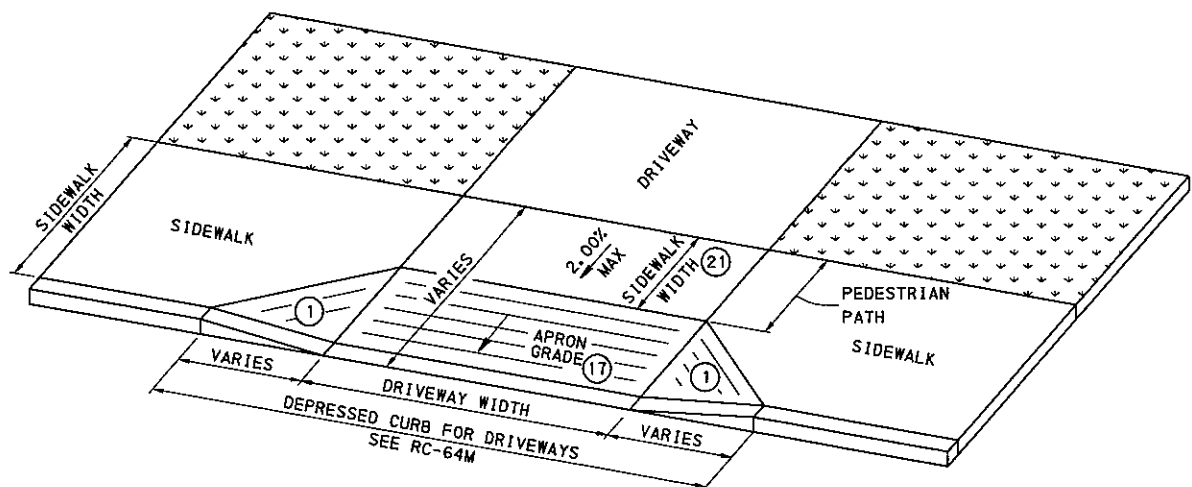 DRIVEWAY
SIDEWALK
WIDTH
SIDEWALK
2.00%
MAX
SIDEWALK
WIDTH
21
VARIES
PEDESTRIAN
PATH
SIDEWALK
1
APRON
GRADE
17
1
VARIES
DRIVEWAY WIDTH
VARIES
DEPRESSED CURB FOR DRIVEWAYS
SEE RC-64M